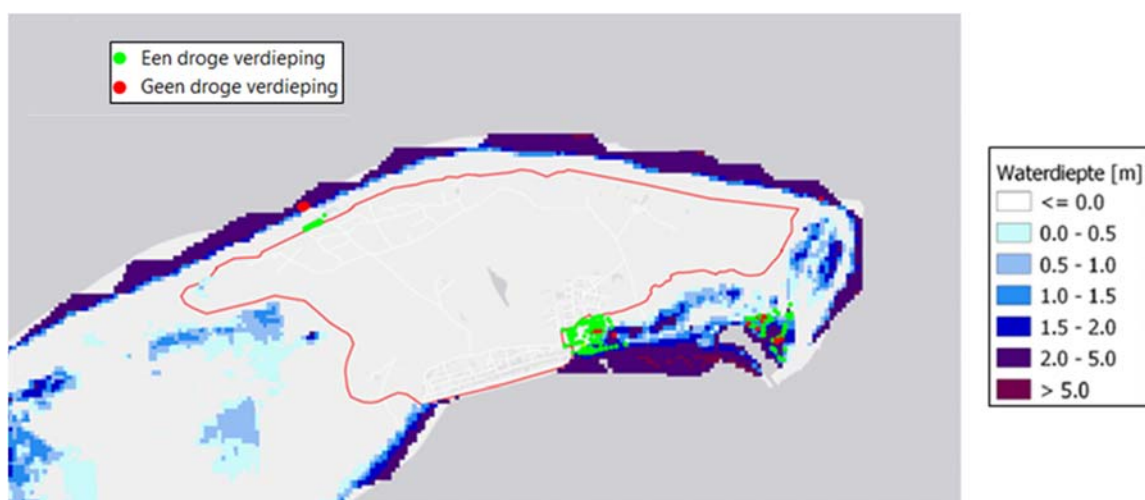 Een droge verdieping
Geen droge verdieping
Waterdiepte [m]
<= 0.0
0.0 - 0.5
0.5 - 1.0
1.0 - 1.5
1.5 - 2.0
2.0 - 5.0
> 5.0